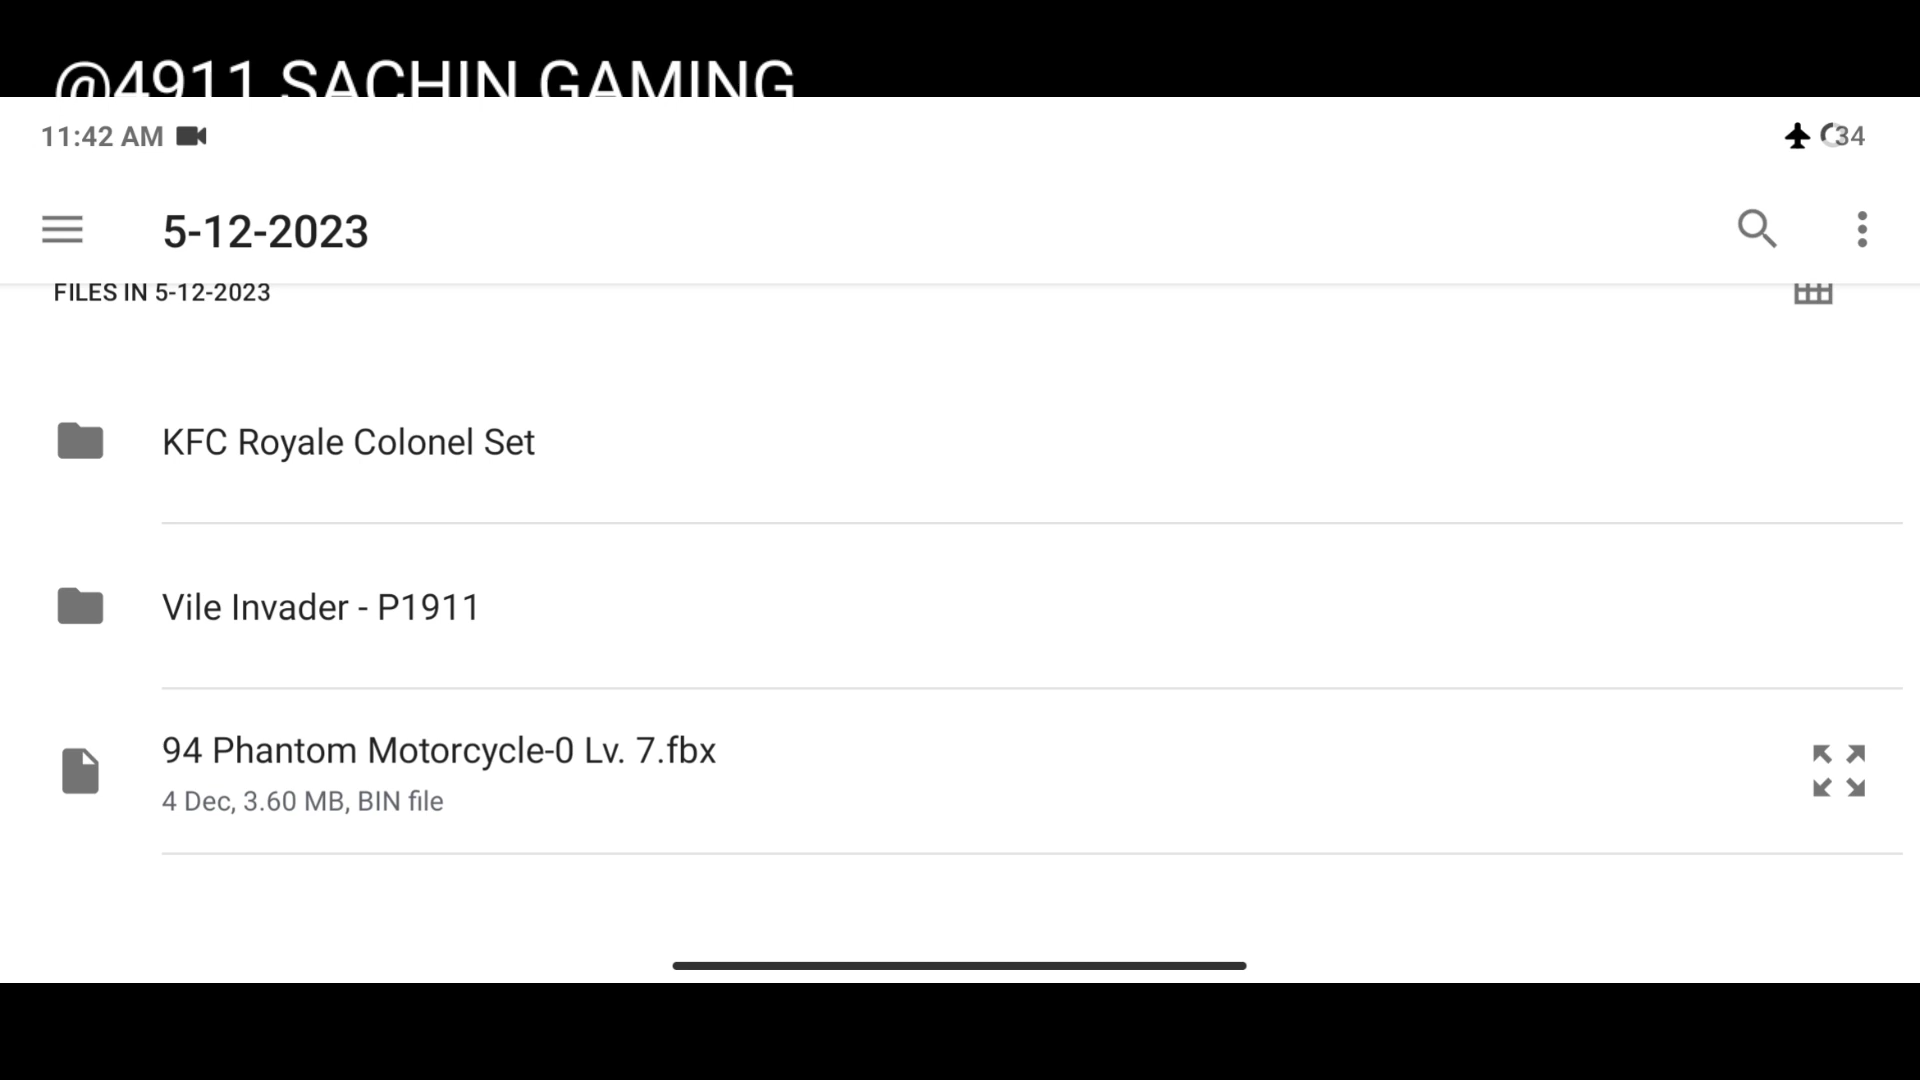 @4911 SACHIN GAMING
11:42 AM
34
5-12-2023
FILES IN 5-12-2023
KFC Royale Colonel Set
Vile Invader - P1911
94 Phantom Motorcycle-0 Lv. 7.fbx
4 Dec, 3.60 MB, BIN file